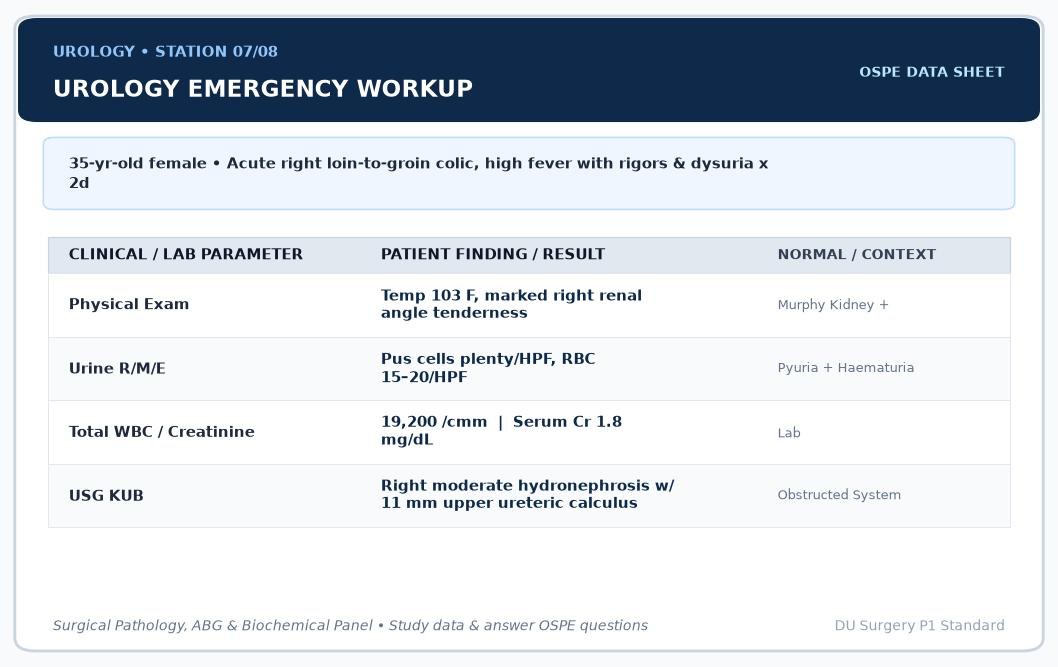 UROLOGY • STATION 07/08
UROLOGY EMERGENCY WORKUP
OSPE DATA SHEET
35-yr-old female • Acute right loin-to-groin colic, high fever with rigors & dysuria x
2d
CLINICAL / LAB PARAMETER
PATIENT FINDING / RESULT
NORMAL / CONTEXT
Physical Exam
Temp 103 F, marked right renal
angle tenderness
Murphy Kidney +
Urine R/M/E
Pus cells plenty/HPF, RBC
15–20/HPF
Pyuria + Haematuria
Total WBC / Creatinine
19,200 /cmm | Serum Cr 1.8
mg/dL
Lab
USG KUB
Right moderate hydronephrosis w/
11 mm upper ureteric calculus
Obstructed System
Surgical Pathology, ABG & Biochemical Panel • Study data & answer OSPE questions
DU Surgery P1 Standard